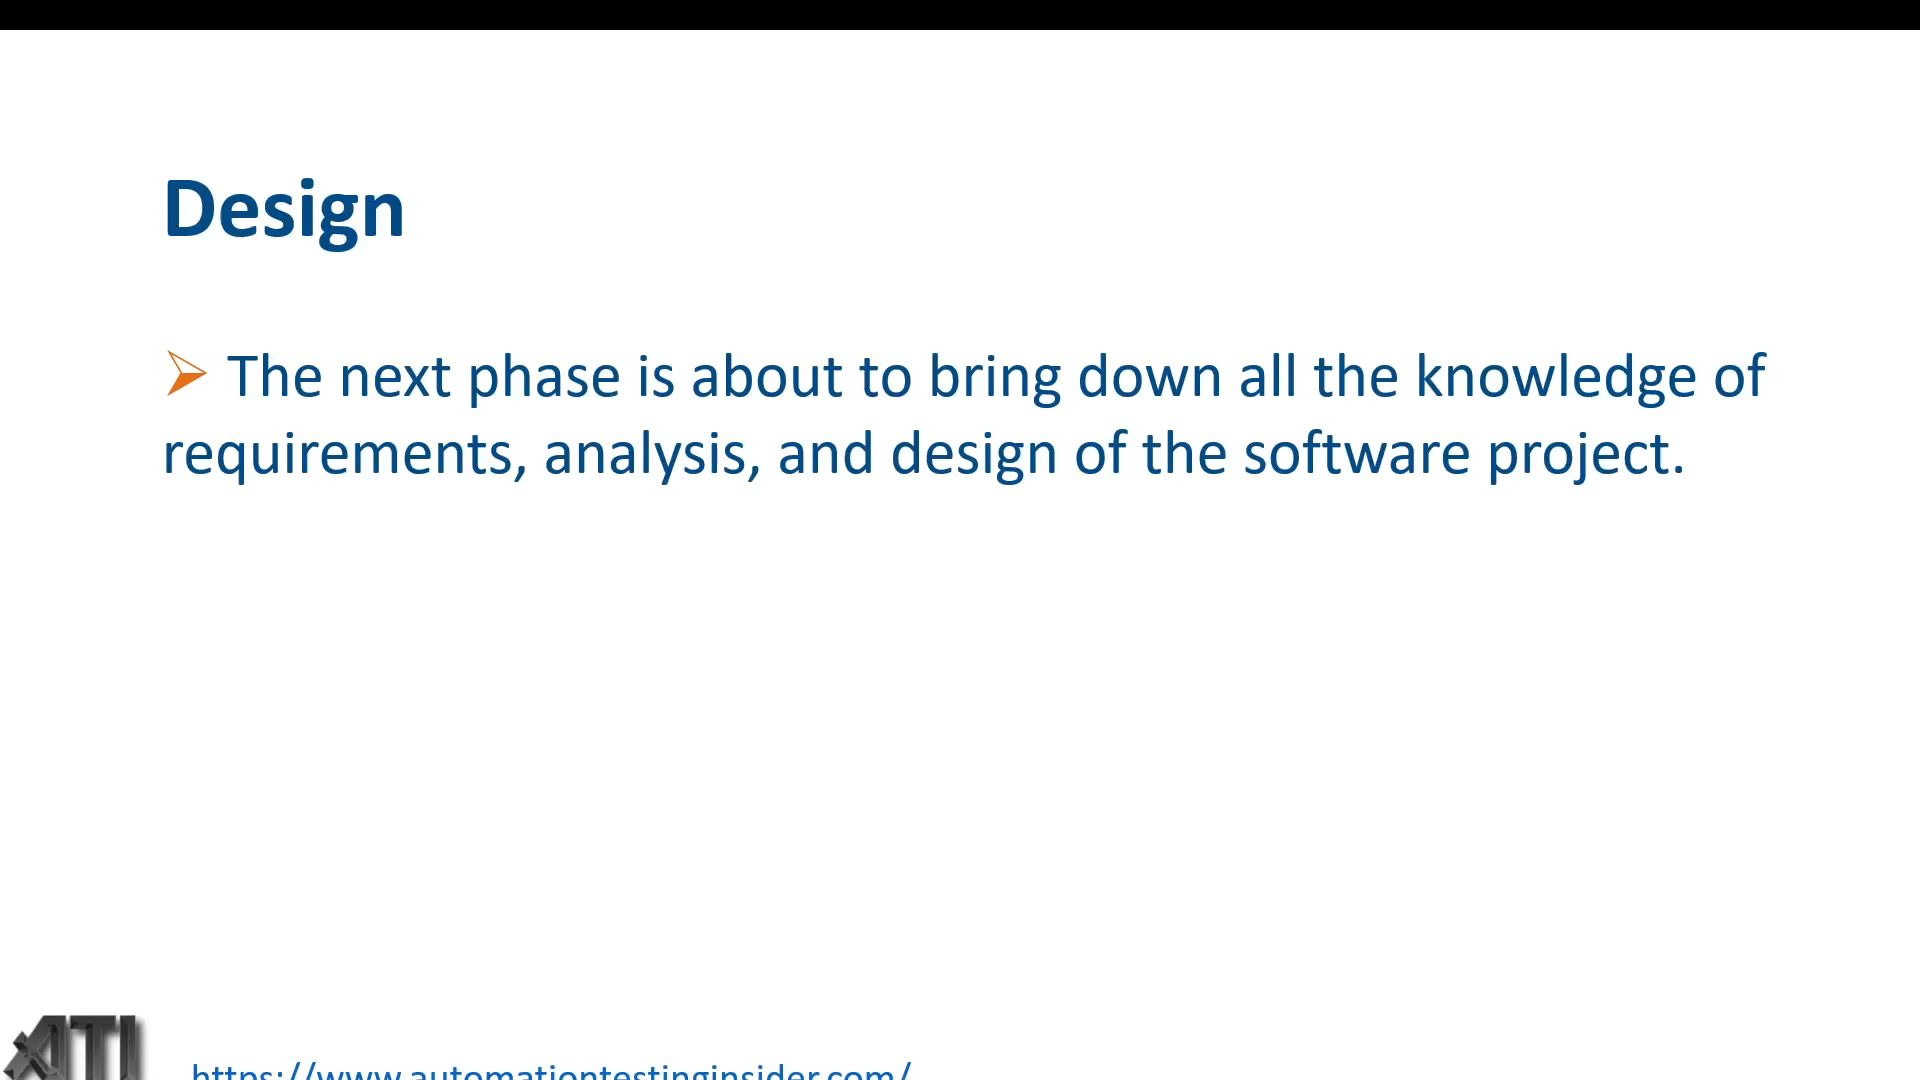 Design
The next phase is about to bring down all the knowledge of
requirements, analysis, and design of the software project.
ATI
https://www.automationtestinginsider.com/